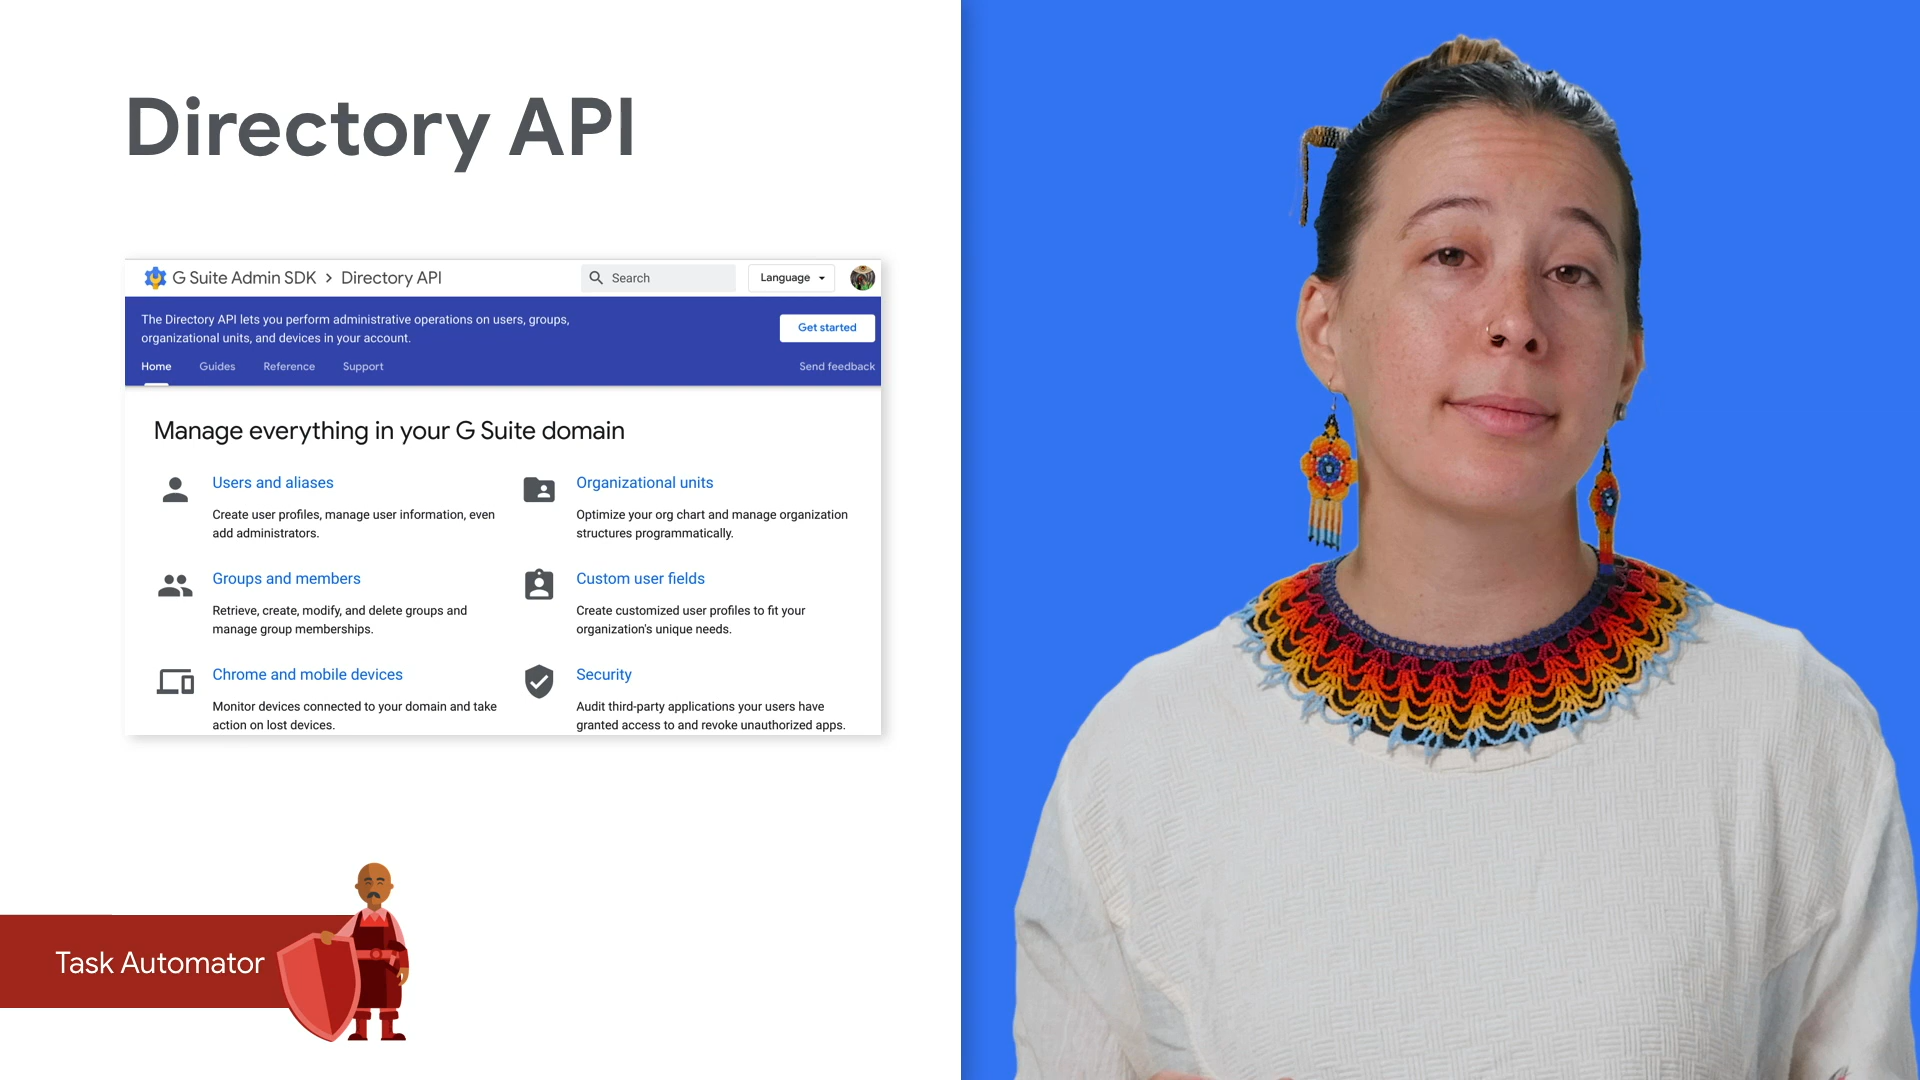 Directory API
G Suite Admin SDK > Directory API
Search
Language
The Directory API lets you perform administrative operations on users, groups,
organizational units, and devices in your account.
Get started
Home
Guides
Reference
Support
Send feedback
Manage everything in your G Suite domain
Users and aliases
Create user profiles, manage user information, even
add administrators.
Organizational units
Optimize your org chart and manage organization
structures programmatically.
Groups and members
Retrieve, create, modify, and delete groups and
manage group memberships.
Custom user fields
Create customized user profiles to fit your
organization's unique needs.
Chrome and mobile devices
Monitor devices connected to your domain and take
action on lost devices.
Security
Audit third-party applications your users have
granted access to and revoke unauthorized apps.
Task Automator